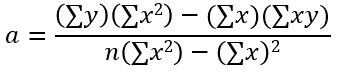 a = (∑y)(∑x²) − (∑x)(∑xy) / n(∑x²) − (∑x)²